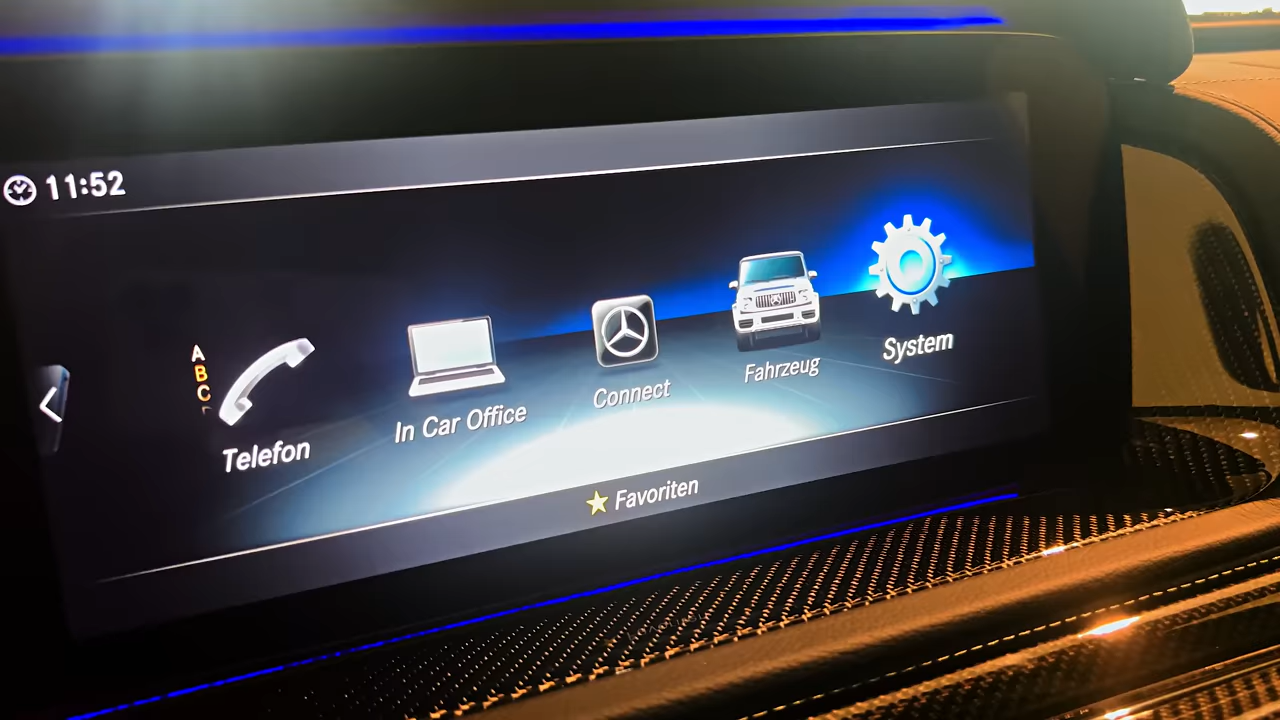 11:52
A
B
C
Telefon
In Car Office
Connect
Fahrzeug
System
Favoriten